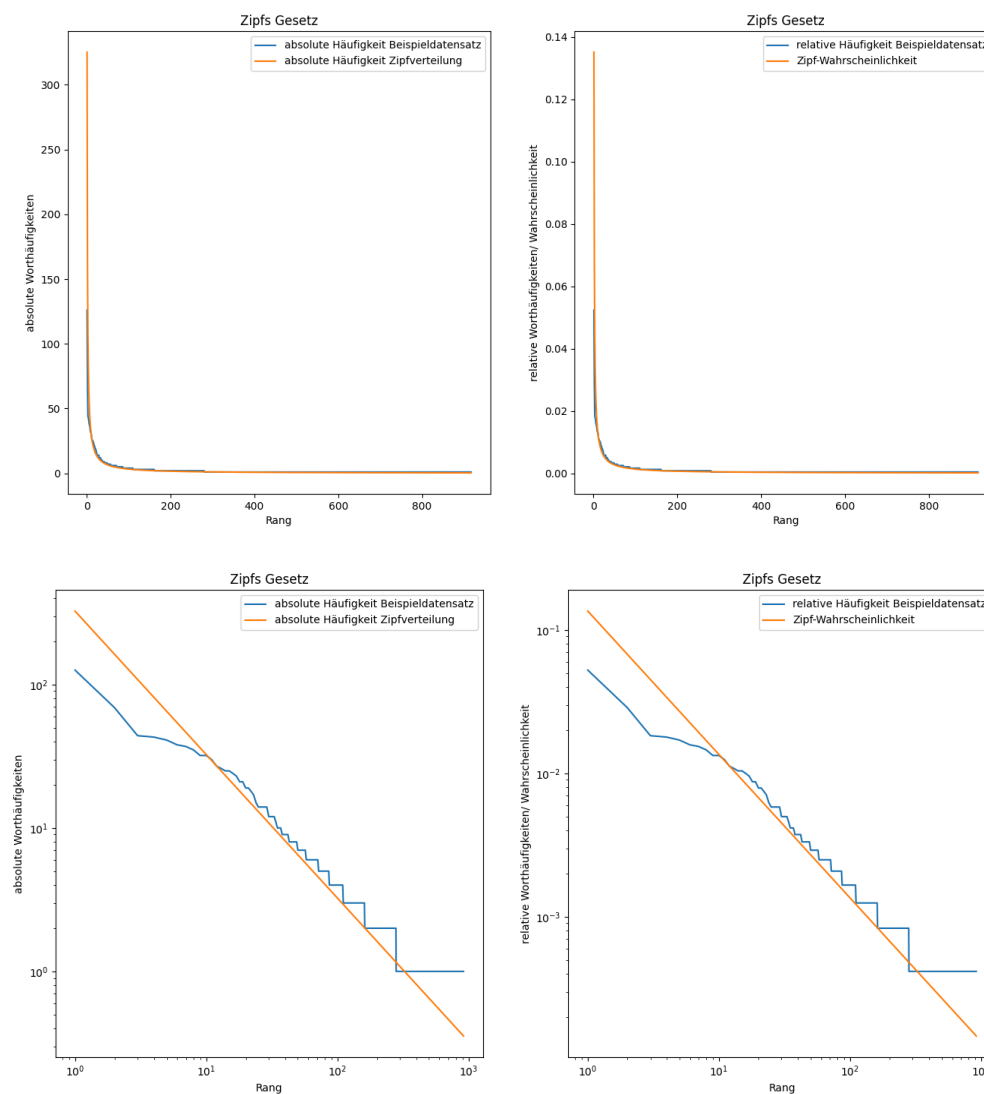 Zipfs Gesetz
absolute Häufigkeit Beispieldatensatz
absolute Häufigkeit Zipfverteilung
absolute Worthäufigkeiten
300
250
200
150
100
50
0
0 200 400 600 800
Rang
Zipfs Gesetz
relative Häufigkeit Beispieldatensatz
Zipf-Wahrscheinlichkeit
relative Worthäufigkeiten/ Wahrscheinlichkeit
0.14
0.12
0.10
0.08
0.06
0.04
0.02
0.00
0 200 400 600 800
Rang
Zipfs Gesetz
absolute Häufigkeit Beispieldatensatz
absolute Häufigkeit Zipfverteilung
absolute Worthäufigkeiten
10²
10¹
10⁰
10⁰ 10¹ 10² 10³
Rang
Zipfs Gesetz
relative Häufigkeit Beispieldatensatz
Zipf-Wahrscheinlichkeit
relative Worthäufigkeiten/ Wahrscheinlichkeit
10⁻¹
10⁻²
10⁻³
10⁰ 10¹ 10²
Rang